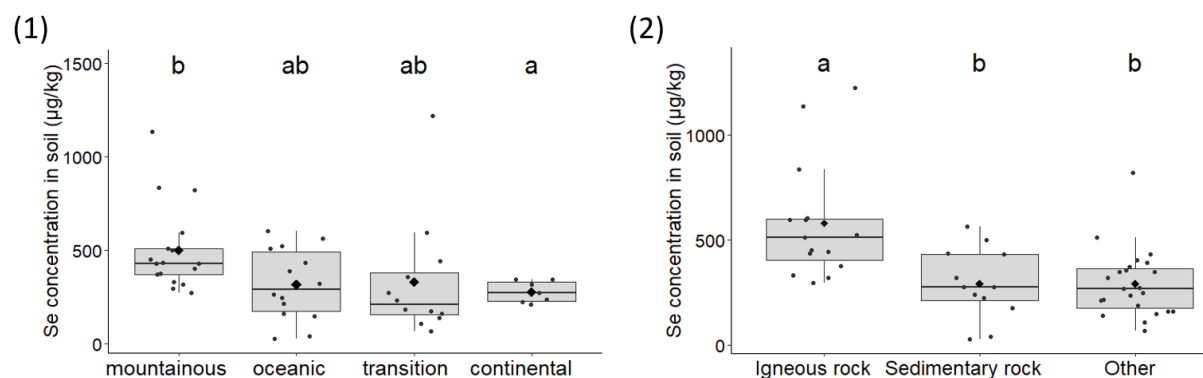 (1)
Se concentration in soil (µg/kg)
1500
1000
500
0
b ab ab a
mountainous oceanic transition continental
(2)
Se concentration in soil (µg/kg)
1000
500
0
a b b
Igneous rock Sedimentary rock Other